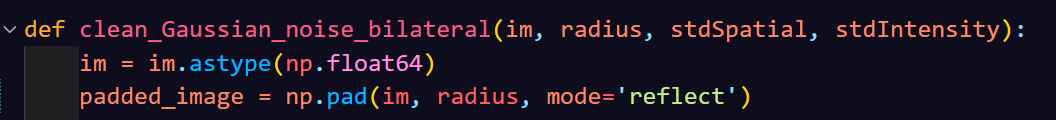 def clean_Gaussian_noise_bilateral(im, radius, stdSpatial, stdIntensity):
    im = im.astype(np.float64)
    padded_image = np.pad(im, radius, mode='reflect')